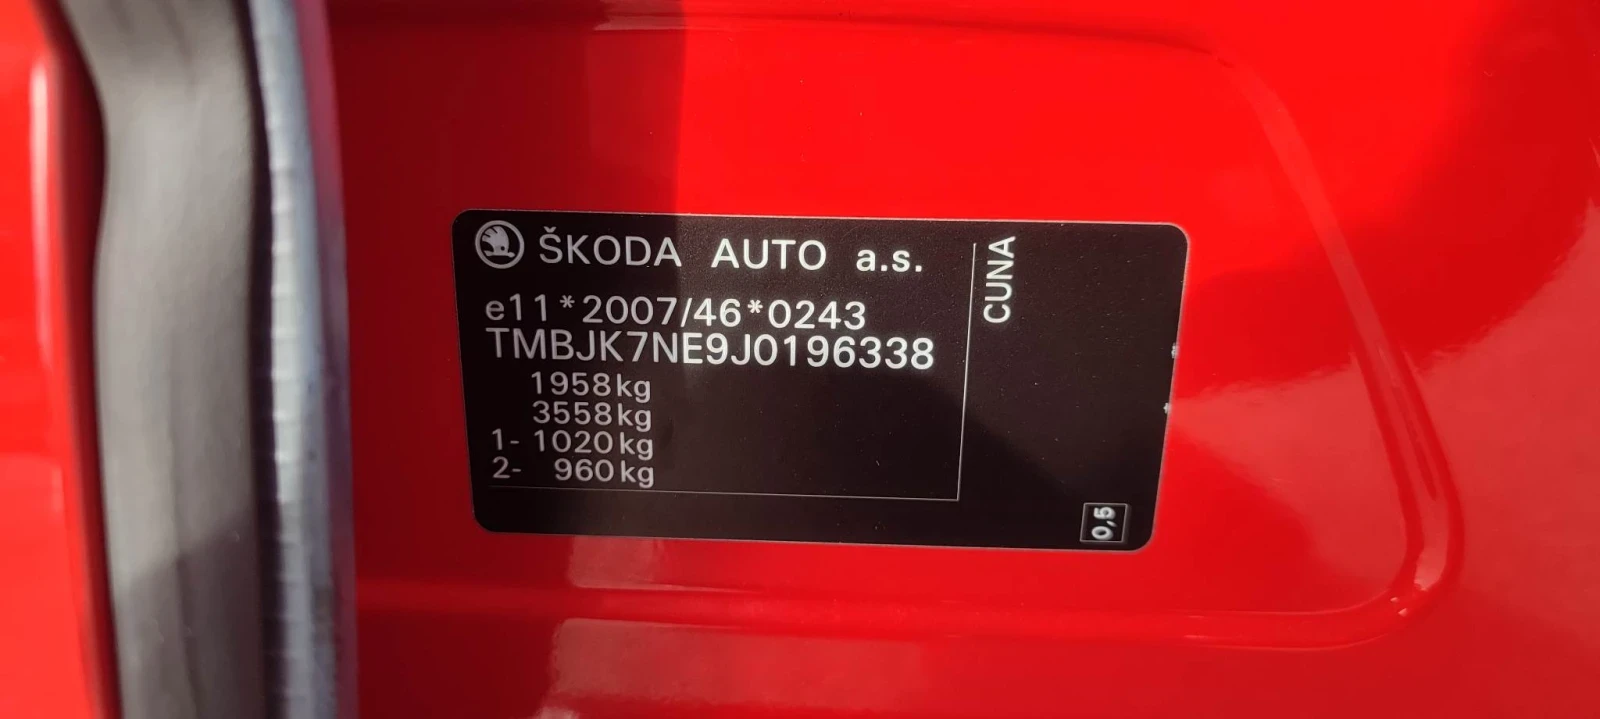 ŠKODA AUTO a.s.
e11*2007/46*0243
TMBJK7NE9J0196338
1958kg
3558kg
1- 1020kg
2- 960kg
CUNA
0,5